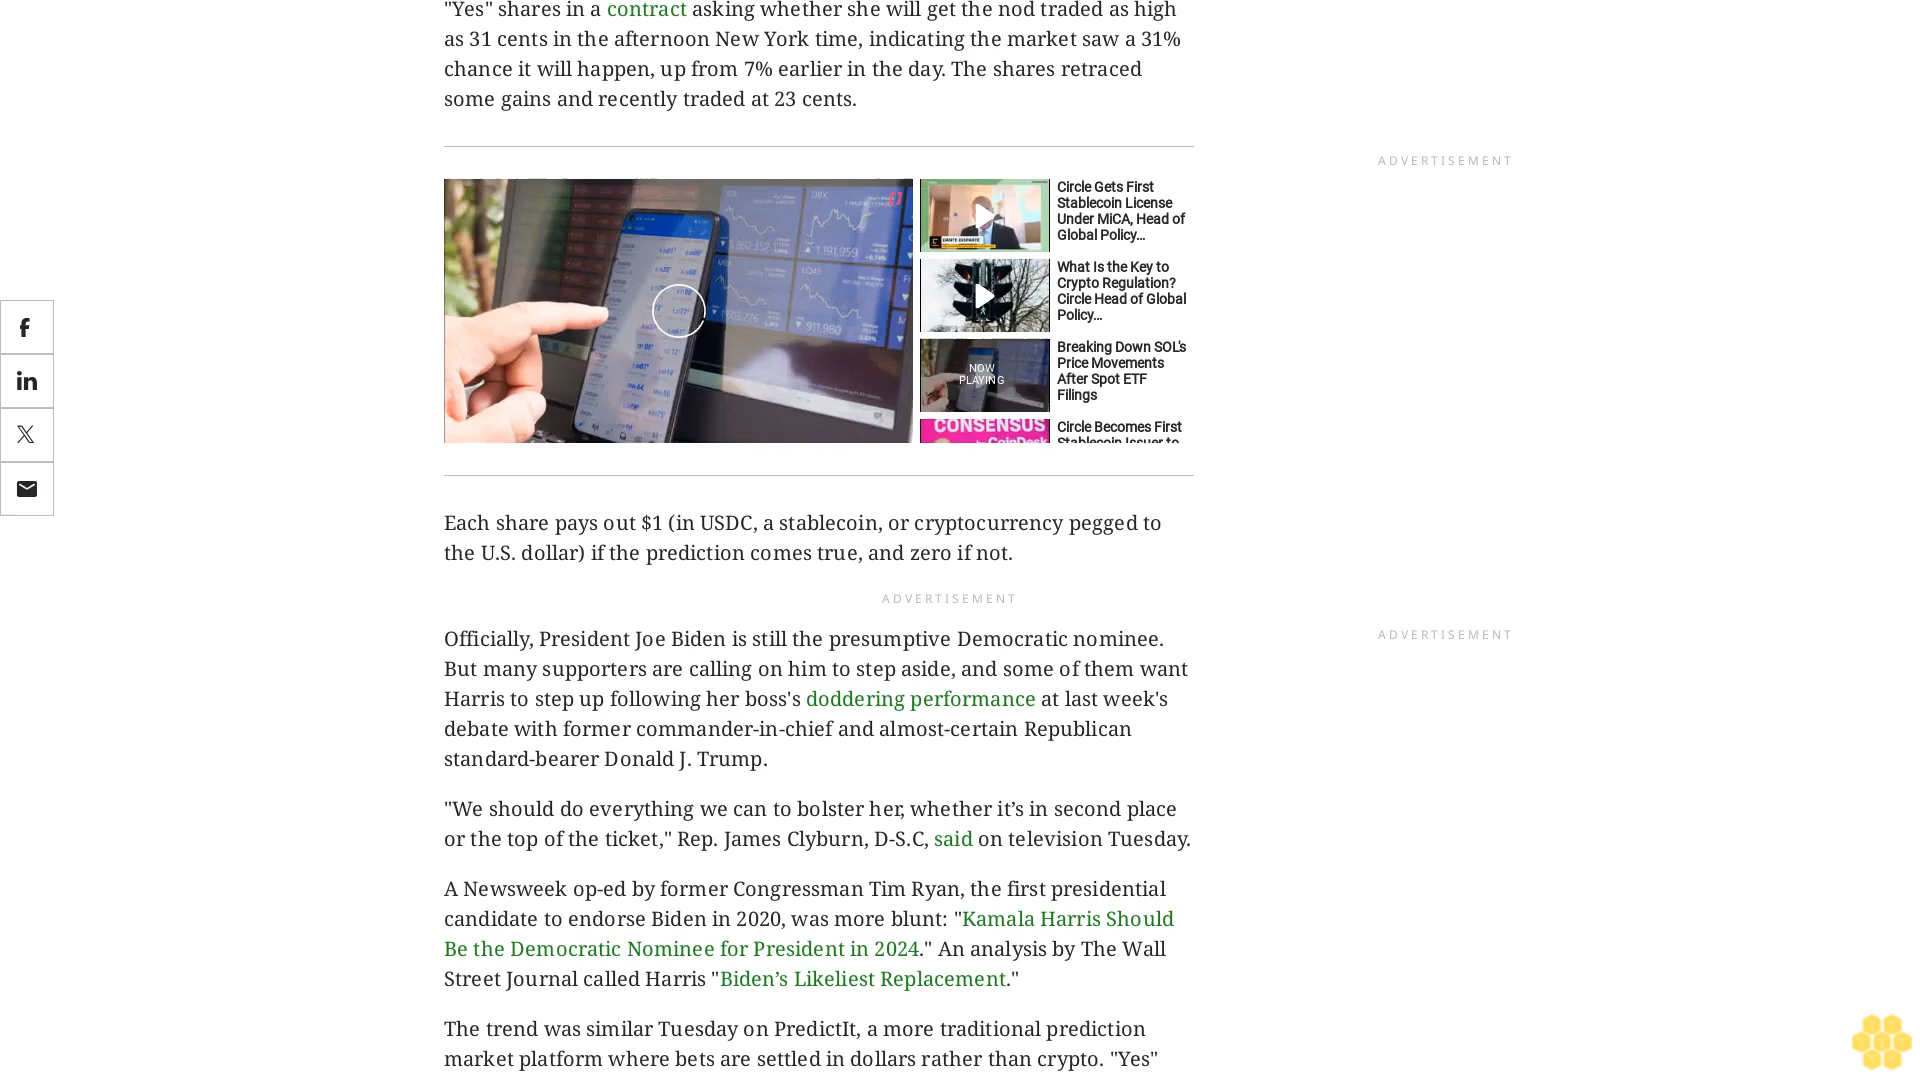 "Yes" shares in a contract asking whether she will get the nod traded as high
as 31 cents in the afternoon New York time, indicating the market saw a 31%
chance it will happen, up from 7% earlier in the day. The shares retraced
some gains and recently traded at 23 cents.
ADVERTISEMENT
Circle Gets First
Stablecoin License
Under MiCA, Head of
Global Policy...
DANTE DISPARTE
What Is the Key to
Crypto Regulation?
Circle Head of Global
Policy...
NOW
PLAYING
Breaking Down SOL's
Price Movements
After Spot ETF
Filings
CONSENSUS
by CoinDesk
Circle Becomes First
Stablecoin Issuer to
Each share pays out $1 (in USDC, a stablecoin, or cryptocurrency pegged to
the U.S. dollar) if the prediction comes true, and zero if not.
ADVERTISEMENT
Officially, President Joe Biden is still the presumptive Democratic nominee.
But many supporters are calling on him to step aside, and some of them want
Harris to step up following her boss's doddering performance at last week's
debate with former commander-in-chief and almost-certain Republican
standard-bearer Donald J. Trump.
ADVERTISEMENT
"We should do everything we can to bolster her, whether it’s in second place
or the top of the ticket," Rep. James Clyburn, D-S.C, said on television Tuesday.
A Newsweek op-ed by former Congressman Tim Ryan, the first presidential
candidate to endorse Biden in 2020, was more blunt: "Kamala Harris Should
Be the Democratic Nominee for President in 2024." An analysis by The Wall
Street Journal called Harris "Biden’s Likeliest Replacement."
The trend was similar Tuesday on PredictIt, a more traditional prediction
market platform where bets are settled in dollars rather than crypto. "Yes"